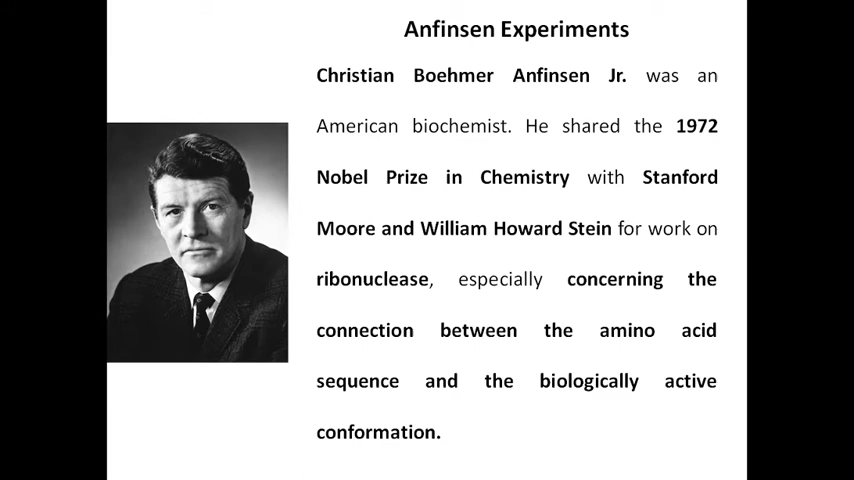 Anfinsen Experiments
Christian Boehmer Anfinsen Jr. was an
American biochemist. He shared the 1972
Nobel Prize in Chemistry with Stanford
Moore and William Howard Stein for work on
ribonuclease, especially concerning the
connection between the amino acid
sequence and the biologically active
conformation.